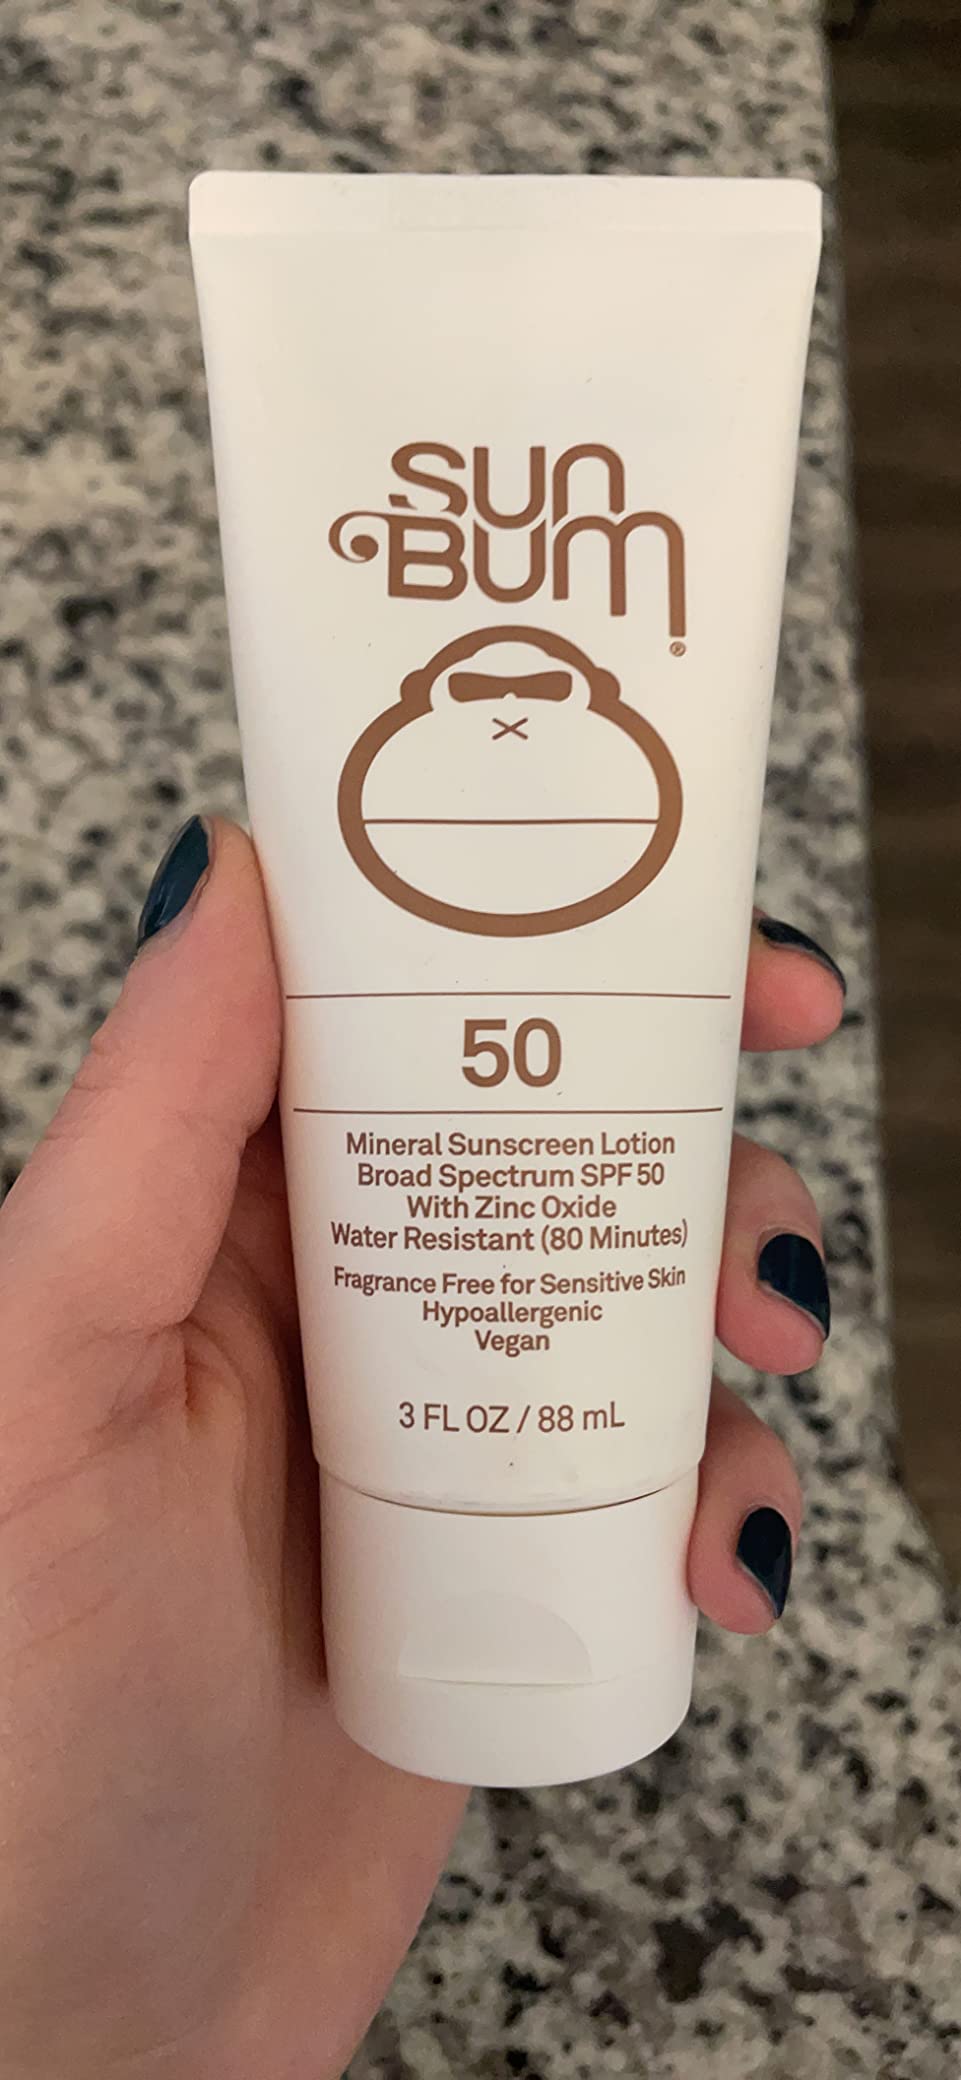 Sun
Bum®
50
Mineral Sunscreen Lotion
Broad Spectrum SPF 50
With Zinc Oxide
Water Resistant (80 Minutes)
Fragrance Free for Sensitive Skin
Hypoallergenic
Vegan
3 FL OZ / 88 mL